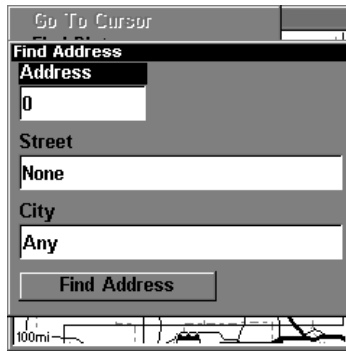 Go To Cursor
Find Address
Address
0
Street
None
City
Any
Find Address
100mi